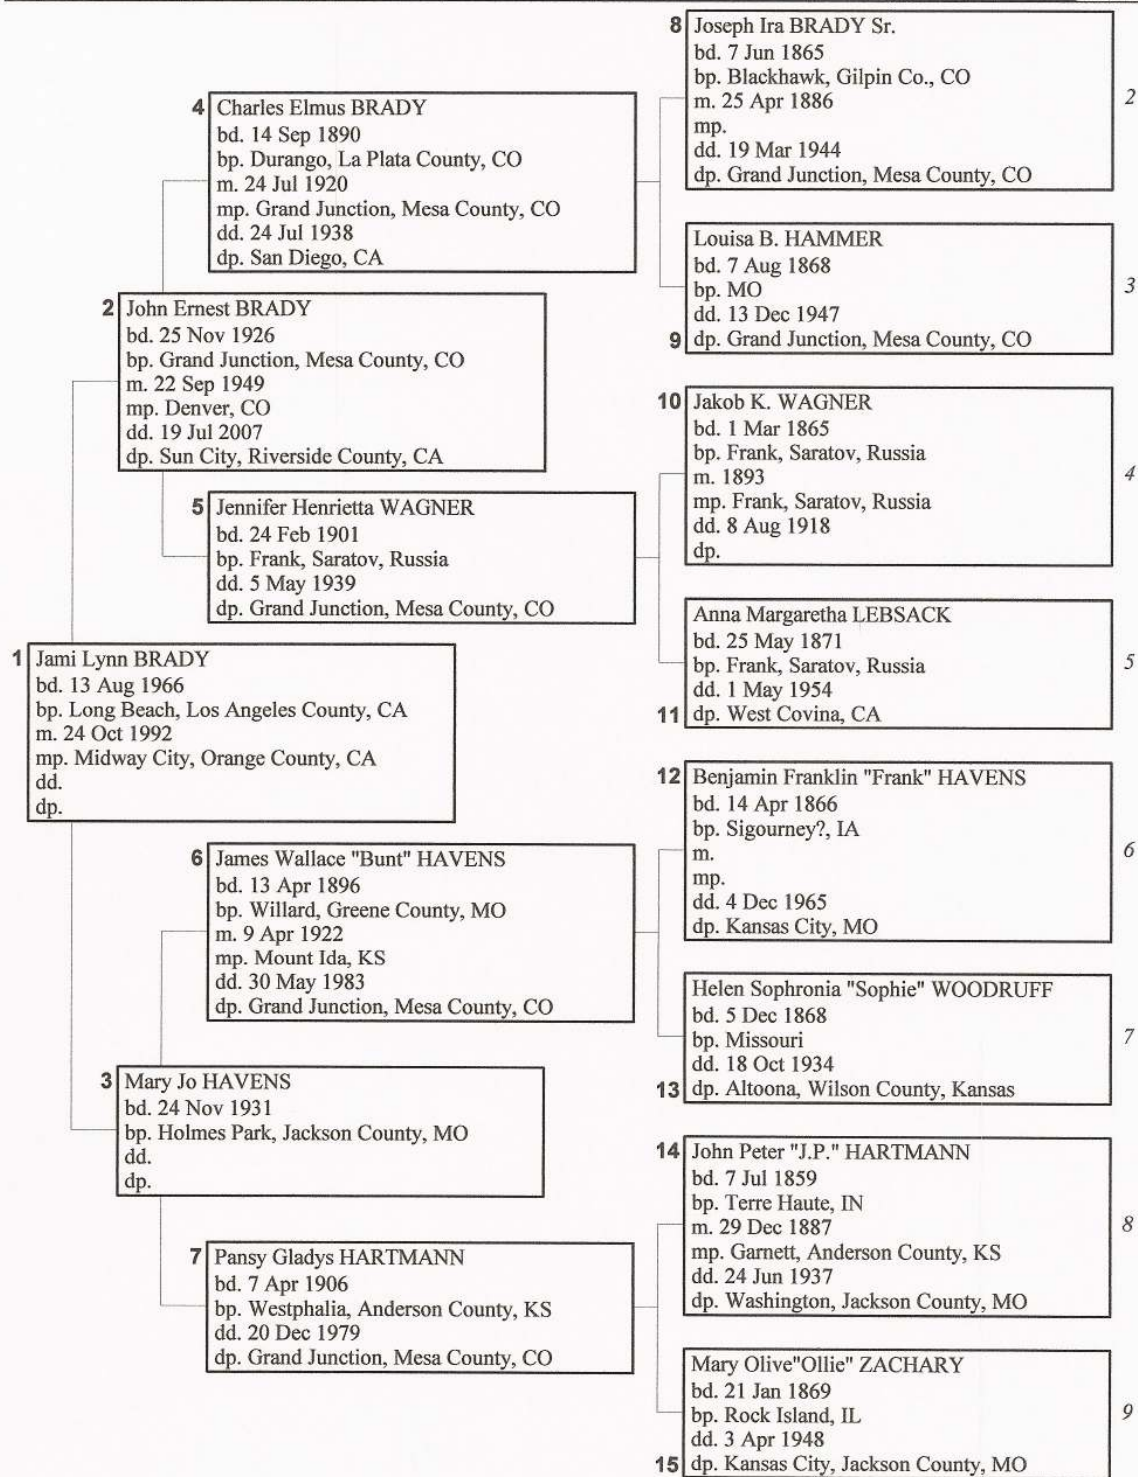 8 Joseph Ira BRADY Sr.
bd. 7 Jun 1865
bp. Blackhawk, Gilpin Co., CO
m. 25 Apr 1886
mp.
dd. 19 Mar 1944
dp. Grand Junction, Mesa County, CO
2
4 Charles Elmus BRADY
bd. 14 Sep 1890
bp. Durango, La Plata County, CO
m. 24 Jul 1920
mp. Grand Junction, Mesa County, CO
dd. 24 Jul 1938
dp. San Diego, CA
Louisa B. HAMMER
bd. 7 Aug 1868
bp. MO
dd. 13 Dec 1947
9 dp. Grand Junction, Mesa County, CO
3
2 John Ernest BRADY
bd. 25 Nov 1926
bp. Grand Junction, Mesa County, CO
m. 22 Sep 1949
mp. Denver, CO
dd. 19 Jul 2007
dp. Sun City, Riverside County, CA
10 Jakob K. WAGNER
bd. 1 Mar 1865
bp. Frank, Saratov, Russia
m. 1893
mp. Frank, Saratov, Russia
dd. 8 Aug 1918
dp.
4
5 Jennifer Henrietta WAGNER
bd. 24 Feb 1901
bp. Frank, Saratov, Russia
dd. 5 May 1939
dp. Grand Junction, Mesa County, CO
Anna Margaretha LEBSACK
bd. 25 May 1871
bp. Frank, Saratov, Russia
dd. 1 May 1954
11 dp. West Covina, CA
5
1 Jami Lynn BRADY
bd. 13 Aug 1966
bp. Long Beach, Los Angeles County, CA
m. 24 Oct 1992
mp. Midway City, Orange County, CA
dd.
dp.
12 Benjamin Franklin "Frank" HAVENS
bd. 14 Apr 1866
bp. Sigourney?, IA
m.
mp.
dd. 4 Dec 1965
dp. Kansas City, MO
6
6 James Wallace "Bunt" HAVENS
bd. 13 Apr 1896
bp. Willard, Greene County, MO
m. 9 Apr 1922
mp. Mount Ida, KS
dd. 30 May 1983
dp. Grand Junction, Mesa County, CO
Helen Sophronia "Sophie" WOODRUFF
bd. 5 Dec 1868
bp. Missouri
dd. 18 Oct 1934
13 dp. Altoona, Wilson County, Kansas
7
3 Mary Jo HAVENS
bd. 24 Nov 1931
bp. Holmes Park, Jackson County, MO
dd.
dp.
14 John Peter "J.P." HARTMANN
bd. 7 Jul 1859
bp. Terre Haute, IN
m. 29 Dec 1887
mp. Garnett, Anderson County, KS
dd. 24 Jun 1937
dp. Washington, Jackson County, MO
8
7 Pansy Gladys HARTMANN
bd. 7 Apr 1906
bp. Westphalia, Anderson County, KS
dd. 20 Dec 1979
dp. Grand Junction, Mesa County, CO
Mary Olive"Ollie" ZACHARY
bd. 21 Jan 1869
bp. Rock Island, IL
dd. 3 Apr 1948
15 dp. Kansas City, Jackson County, MO
9